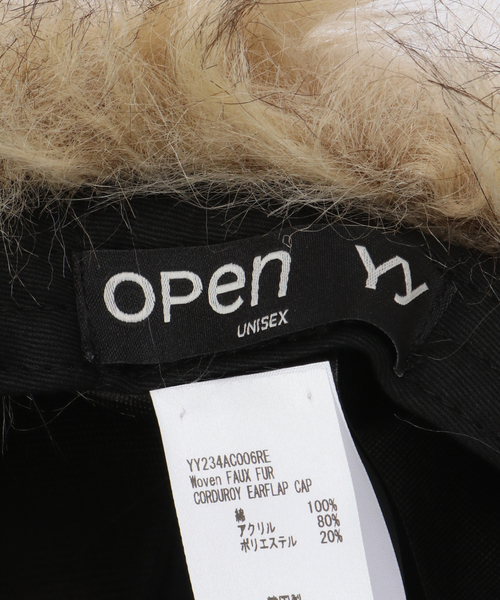 OPEN YY
UNISEX
YY234AC006RE
Woven FAUX FUR
CORDUROY EARFLAP CAP
綿 100%
アクリル 80%
ポリエステル 20%